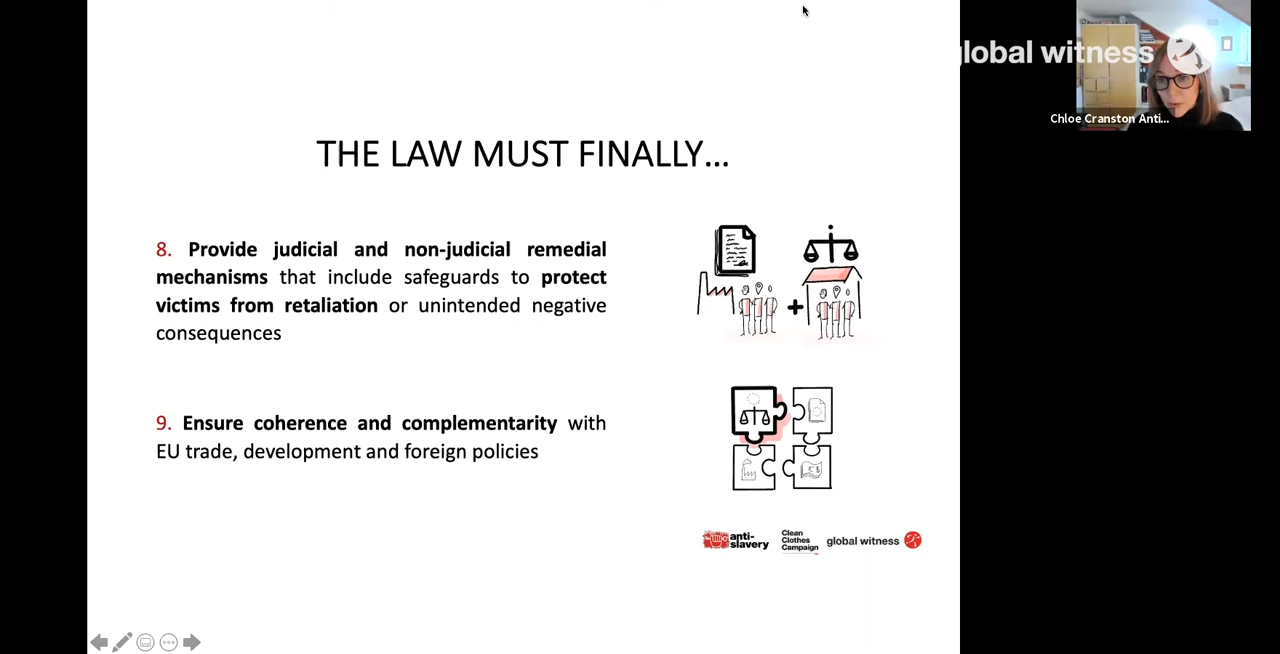 global witness
Chloe Cranston Anti...
THE LAW MUST FINALLY...
8. Provide judicial and non-judicial remedial
mechanisms that include safeguards to protect
victims from retaliation or unintended negative
consequences
9. Ensure coherence and complementarity with
EU trade, development and foreign policies
anti-
slavery
Clean
Clothes
Campaign
global witness